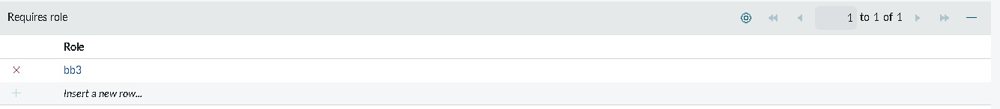 Requires role
1 to 1 of 1
Role
bb3
Insert a new row...